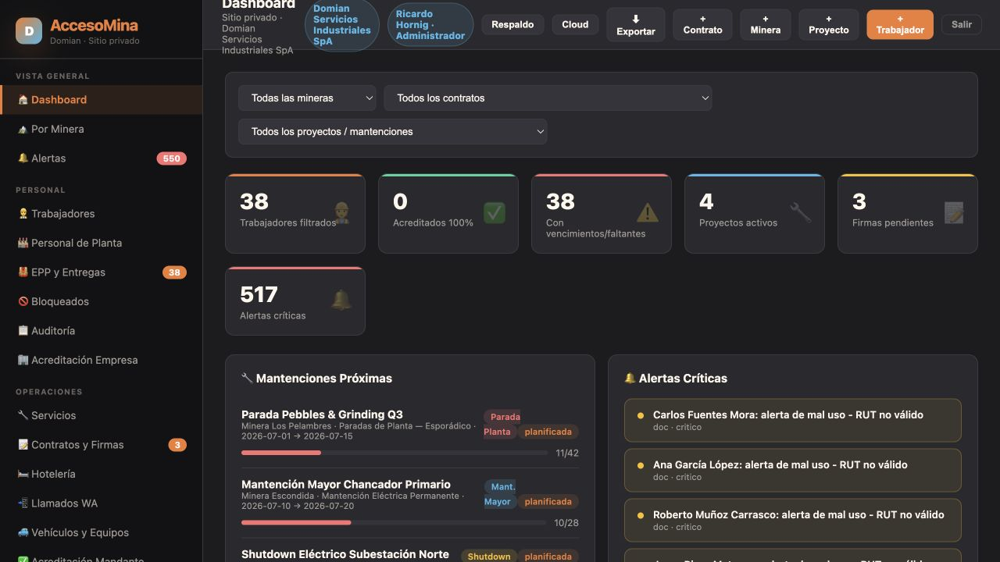 D
AccesoMina
Domian · Sitio privado
VISTA GENERAL
Dashboard
Por Minera
Alertas
550
PERSONAL
Trabajadores
Personal de Planta
EPP y Entregas
38
Bloqueados
Auditoría
Acreditación Empresa
OPERACIONES
Servicios
Contratos y Firmas
3
Hotelería
Llamados WA
Vehículos y Equipos
Acreditación Mandante
Dashboard
Sitio privado ·
Domian
Servicios
Industriales SpA
Domian
Servicios
Industriales
SpA
Ricardo
Hornig ·
Administrador
Respaldo
Cloud
⬇
Exportar
+
Contrato
+
Minera
+
Proyecto
+
Trabajador
Salir
Todas las mineras
Todos los contratos
Todos los proyectos / mantenciones
38
Trabajadores filtrados
0
Acreditados 100%
38
Con
vencimientos/faltantes
4
Proyectos activos
3
Firmas pendientes
517
Alertas críticas
Mantenciones Próximas
Parada Pebbles & Grinding Q3
Minera Los Pelambres · Paradas de Planta — Esporádico ·
2026-07-01 → 2026-07-15
Parada
Planta
planificada
11/42
Mantención Mayor Chancador Primario
Minera Escondida · Mantención Eléctrica Permanente ·
2026-07-10 → 2026-07-20
Mant.
Mayor
planificada
10/28
Shutdown Eléctrico Subestación Norte
Shutdown
planificada
Alertas Críticas
Carlos Fuentes Mora: alerta de mal uso - RUT no válido
doc · critico
Ana García López: alerta de mal uso - RUT no válido
doc · critico
Roberto Muñoz Carrasco: alerta de mal uso - RUT no válido
doc · critico